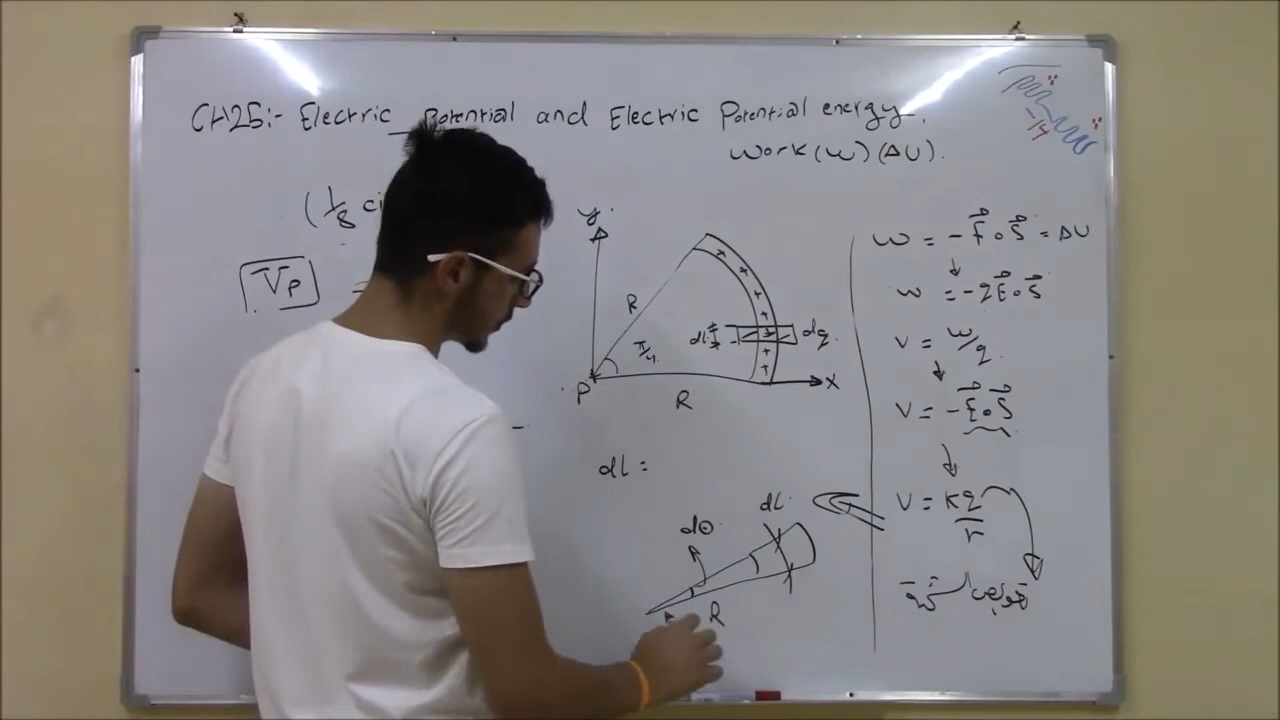 CH25:- Electric Potential and Electric Potential energy.
Work (W) (ΔU).
(1/8 ci
Vp =
y
R
π/4
P
R
x
dL
dq
+ + + + + + +
dL =
dθ
dL
R
-14
W = -F∘S = ΔU
W = -qE∘S
V = W/q
V = -E∘S
V = Kq/r